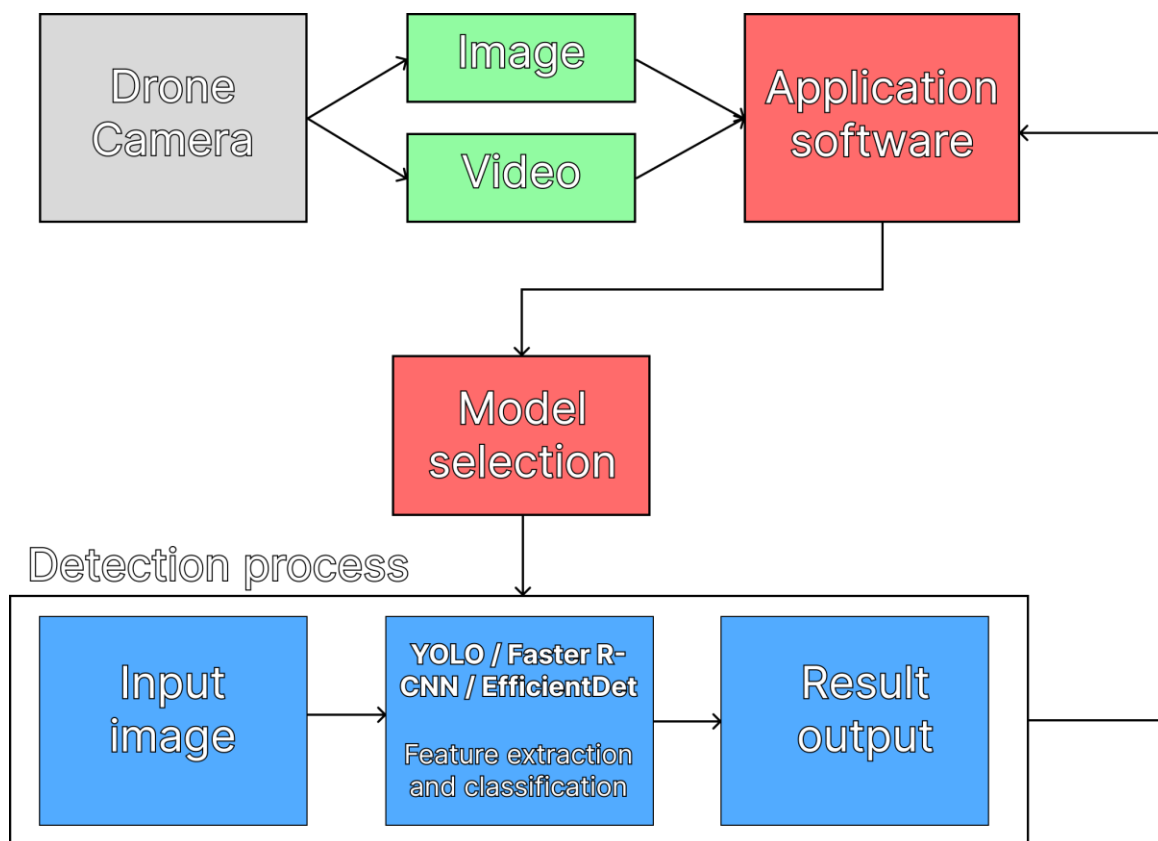 Drone
Camera
Image
Video
Application
software
Model
selection
Detection process
Input
image
YOLO / Faster R-
CNN / EfficientDet
Feature extraction
and classification
Result
output